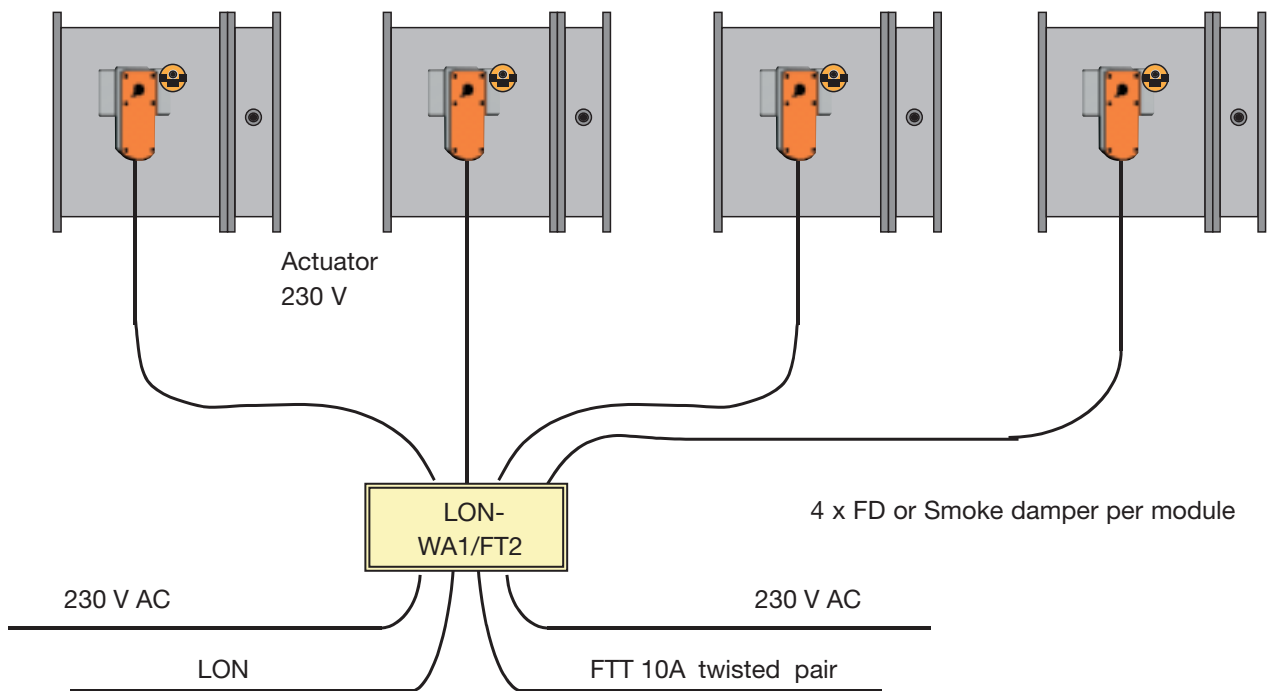 Actuator
230 V
LON-
WA1/FT2
4 x FD or Smoke damper per module
230 V AC
230 V AC
LON
FTT 10A twisted pair